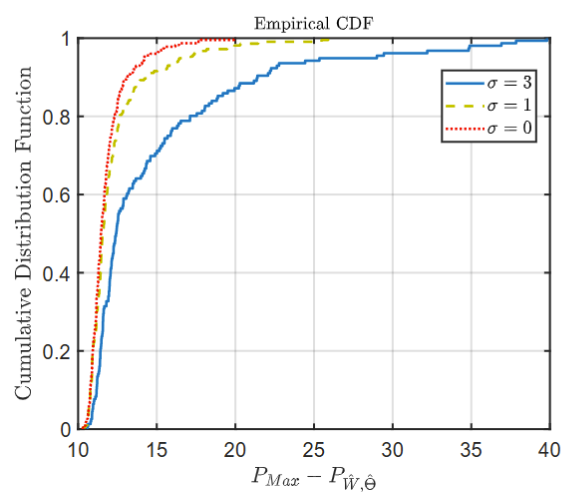 Empirical CDF
Cumulative Distribution Function
1
0.8
0.6
0.4
0.2
0
σ = 3
σ = 1
σ = 0
10 15 20 25 30 35 40
P_{Max} − P_{Ŵ,Θ̂}